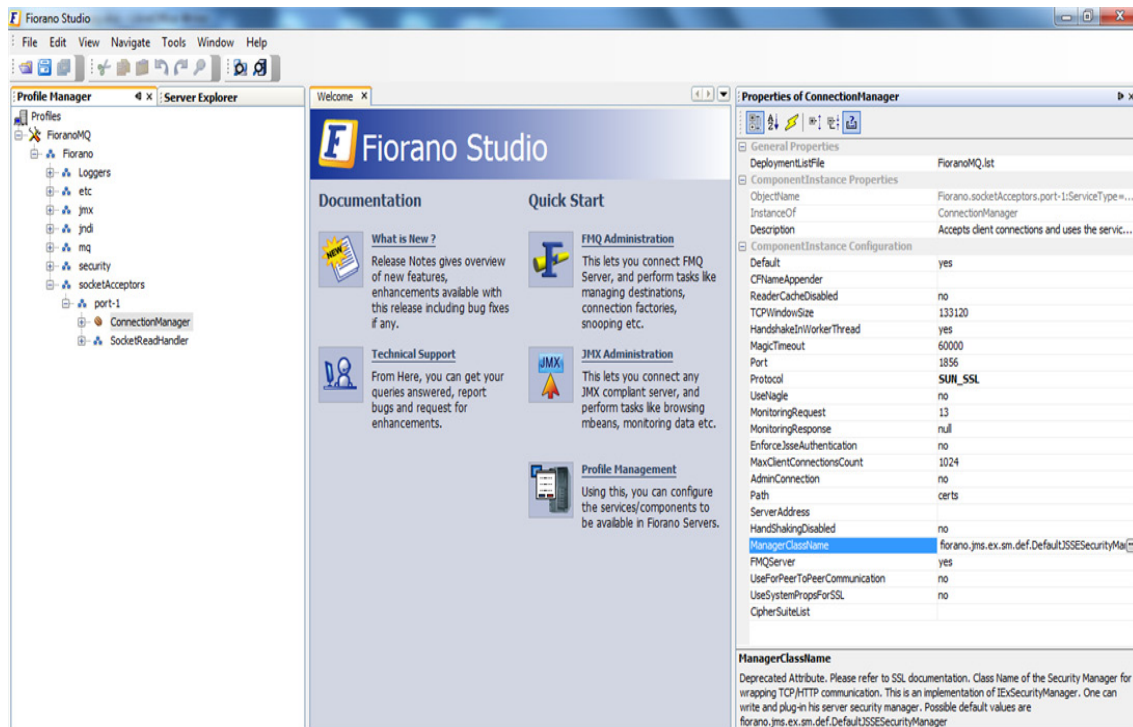 Fiorano Studio
File Edit View Navigate Tools Window Help
Profile Manager
Server Explorer
Profiles
FioranoMQ
Fiorano
Loggers
etc
jmx
jndi
mq
security
socketAcceptors
port-1
ConnectionManager
SocketReadHandler
Welcome
F Fiorano Studio
Documentation
What is New ?
Release Notes gives overview
of new features,
enhancements available with
this release including bug fixes
if any.
Technical Support
From Here, you can get your
queries answered, report
bugs and request for
enhancements.
Quick Start
FMQ Administration
This lets you connect FMQ
Server, and perform tasks like
managing destinations,
connection factories,
snooping etc.
JMX
JMX Administration
This lets you connect any
JMX compliant server, and
perform tasks like browsing
mbeans, monitoring data etc.
Profile Management
Using this, you can configure
the services/components to
be available in Fiorano Servers.
Properties of ConnectionManager
General Properties
DeploymentListFile FioranoMQ.lst
ComponentInstance Properties
ObjectName Fiorano.socketAcceptors.port-1:ServiceType=...
InstanceOf ConnectionManager
Description Accepts client connections and uses the servic...
ComponentInstance Configuration
Default yes
CFNameAppender
ReaderCacheDisabled no
TCPWindowSize 133120
HandshakeInWorkerThread yes
MagicTimeout 60000
Port 1856
Protocol SUN_SSL
UseNagle no
MonitoringRequest 13
MonitoringResponse null
EnforceJsseAuthentication no
MaxClientConnectionsCount 1024
AdminConnection no
Path certs
ServerAddress
HandShakingDisabled no
ManagerClassName fiorano.jms.ex.sm.def.DefaultJSSESecurityMa
FMQServer yes
UseForPeerToPeerCommunication no
UseSystemPropsForSSL no
CipherSuiteList
ManagerClassName
Deprecated Attribute. Please refer to SSL documentation. Class Name of the Security Manager for
wrapping TCP/HTTP communication. This is an implementation of IExSecurityManager. One can
write and plug-in his server security manager. Possible default values are
fiorano.jms.ex.sm.def.DefaultJSSESecurityManager